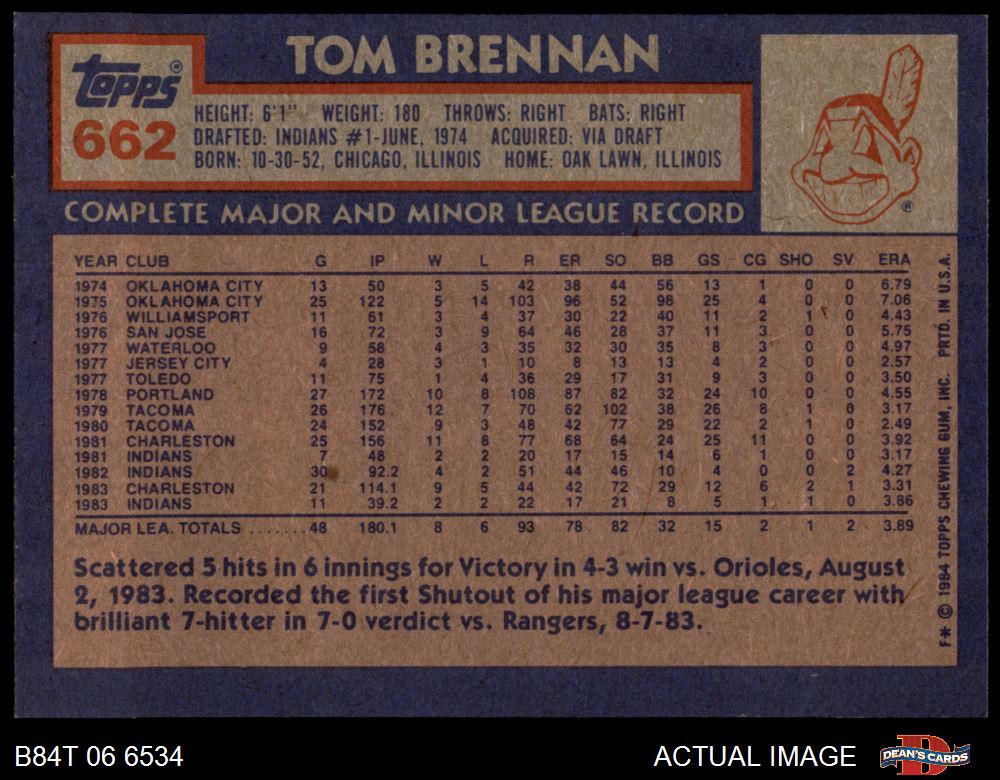 TOM BRENNAN
Topps®
662
HEIGHT: 6'1" WEIGHT: 180 THROWS: RIGHT BATS: RIGHT
DRAFTED: INDIANS #1-JUNE, 1974 ACQUIRED: VIA DRAFT
BORN: 10-30-52, CHICAGO, ILLINOIS HOME: OAK LAWN, ILLINOIS
®
COMPLETE MAJOR AND MINOR LEAGUE RECORD
YEAR CLUB G IP W L R ER SO BB GS CG SHO SV ERA
1974 OKLAHOMA CITY 13 50 3 5 42 38 44 56 13 1 0 0 6.79
1975 OKLAHOMA CITY 25 122 5 14 103 96 52 98 25 4 0 0 7.06
1976 WILLIAMSPORT 11 61 3 4 37 30 22 40 11 2 1 0 4.43
1976 SAN JOSE 16 72 3 9 64 46 28 37 11 3 0 0 5.75
1977 WATERLOO 9 58 4 3 35 32 30 35 8 3 0 0 4.97
1977 JERSEY CITY 4 28 3 1 10 8 13 13 4 2 0 0 2.57
1977 TOLEDO 11 75 1 4 36 29 17 31 9 3 0 0 3.50
1978 PORTLAND 27 172 10 8 108 87 82 32 24 10 0 0 4.55
1979 TACOMA 26 176 12 7 70 62 102 38 26 8 1 0 3.17
1980 TACOMA 24 152 9 3 48 42 77 29 22 2 1 0 2.49
1981 CHARLESTON 25 156 11 8 77 68 64 24 25 11 0 0 3.92
1981 INDIANS 7 48 2 2 20 17 15 14 6 1 0 0 3.17
1982 INDIANS 30 92.2 4 2 51 44 46 10 4 0 0 2 4.27
1983 CHARLESTON 21 114.1 9 5 44 42 72 29 12 6 2 1 3.31
1983 INDIANS 11 39.2 2 2 22 17 21 8 5 1 1 0 3.86
MAJOR LEA. TOTALS ....... 48 180.1 8 6 93 78 82 32 15 2 1 2 3.89
Scattered 5 hits in 6 innings for Victory in 4-3 win vs. Orioles, August
2, 1983. Recorded the first Shutout of his major league career with
brilliant 7-hitter in 7-0 verdict vs. Rangers, 8-7-83.
F* © 1984 TOPPS CHEWING GUM, INC. PRTD. IN U.S.A.
B84T 06 6534
ACTUAL IMAGE
DEAN'S CARDS